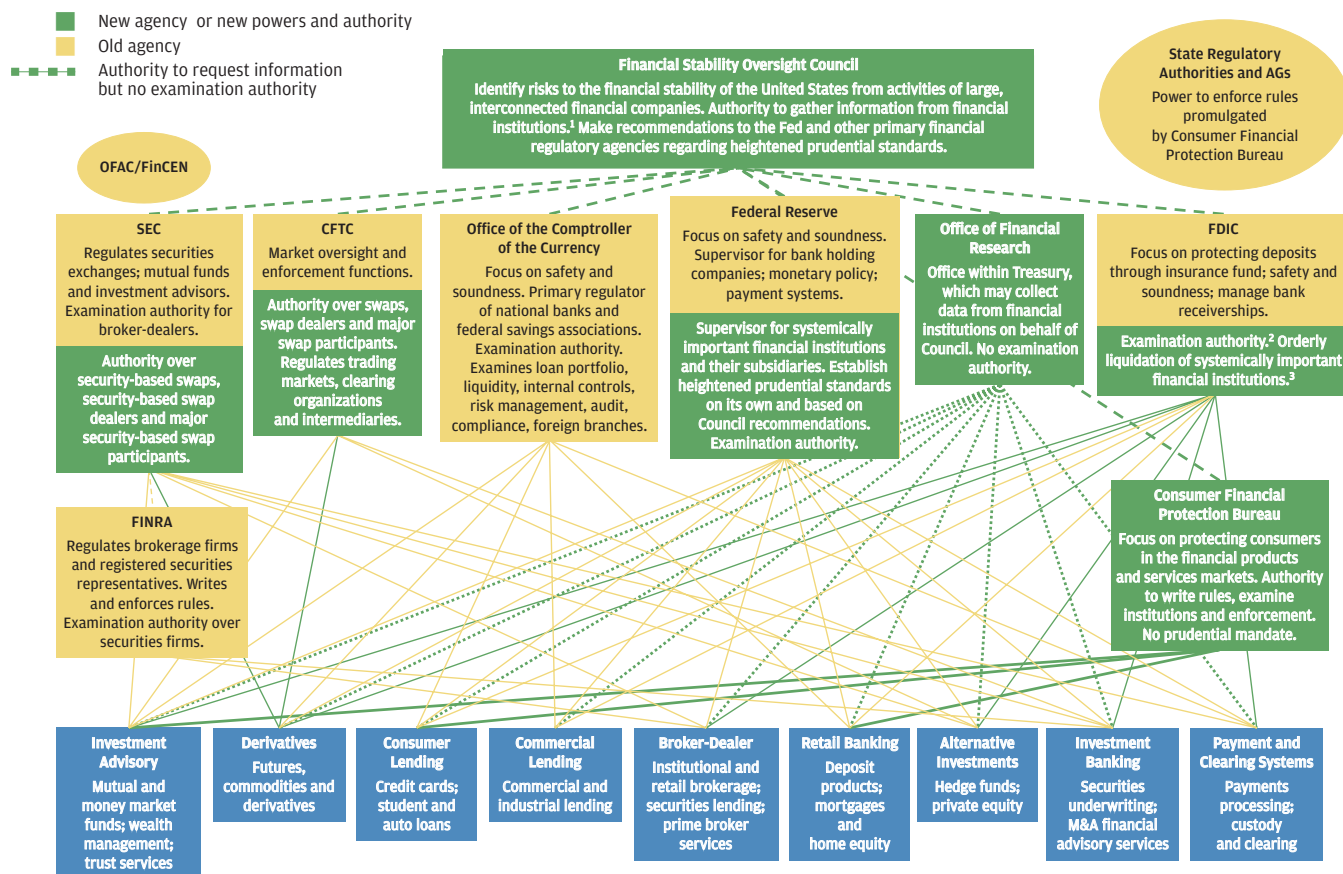 New agency or new powers and authority
Old agency
Authority to request information
but no examination authority
Financial Stability Oversight Council
Identify risks to the financial stability of the United States from activities of large,
interconnected financial companies. Authority to gather information from financial
institutions.¹ Make recommendations to the Fed and other primary financial
regulatory agencies regarding heightened prudential standards.
State Regulatory
Authorities and AGs
Power to enforce rules
promulgated
by Consumer Financial
Protection Bureau
OFAC/FinCEN
SEC
Regulates securities
exchanges; mutual funds
and investment advisors.
Examination authority for
broker-dealers.
Authority over
security-based swaps,
security-based swap
dealers and major
security-based swap
participants.
CFTC
Market oversight and
enforcement functions.
Authority over swaps,
swap dealers and major
swap participants.
Regulates trading
markets, clearing
organizations
and intermediaries.
Office of the Comptroller
of the Currency
Focus on safety and
soundness. Primary regulator
of national banks and
federal savings associations.
Examination authority.
Examines loan portfolio,
liquidity, internal controls,
risk management, audit,
compliance, foreign branches.
Federal Reserve
Focus on safety and soundness.
Supervisor for bank holding
companies; monetary policy;
payment systems.
Supervisor for systemically
important financial institutions
and their subsidiaries. Establish
heightened prudential standards
on its own and based on
Council recommendations.
Examination authority.
Office of Financial
Research
Office within Treasury,
which may collect
data from financial
institutions on behalf of
Council. No examination
authority.
FDIC
Focus on protecting deposits
through insurance fund; safety and
soundness; manage bank
receiverships.
Examination authority.² Orderly
liquidation of systemically important
financial institutions.³
FINRA
Regulates brokerage firms
and registered securities
representatives. Writes
and enforces rules.
Examination authority over
securities firms.
Consumer Financial
Protection Bureau
Focus on protecting consumers
in the financial products
and services markets. Authority
to write rules, examine
institutions and enforcement.
No prudential mandate.
Investment
Advisory
Mutual and
money market
funds; wealth
management;
trust services
Derivatives
Futures,
commodities and
derivatives
Consumer
Lending
Credit cards;
student and
auto loans
Commercial
Lending
Commercial and
industrial lending
Broker-Dealer
Institutional and
retail brokerage;
securities lending;
prime broker
services
Retail Banking
Deposit
products;
mortgages
and
home equity
Alternative
Investments
Hedge funds;
private equity
Investment
Banking
Securities
underwriting;
M&A financial
advisory services
Payment and
Clearing Systems
Payments
processing;
custody
and clearing